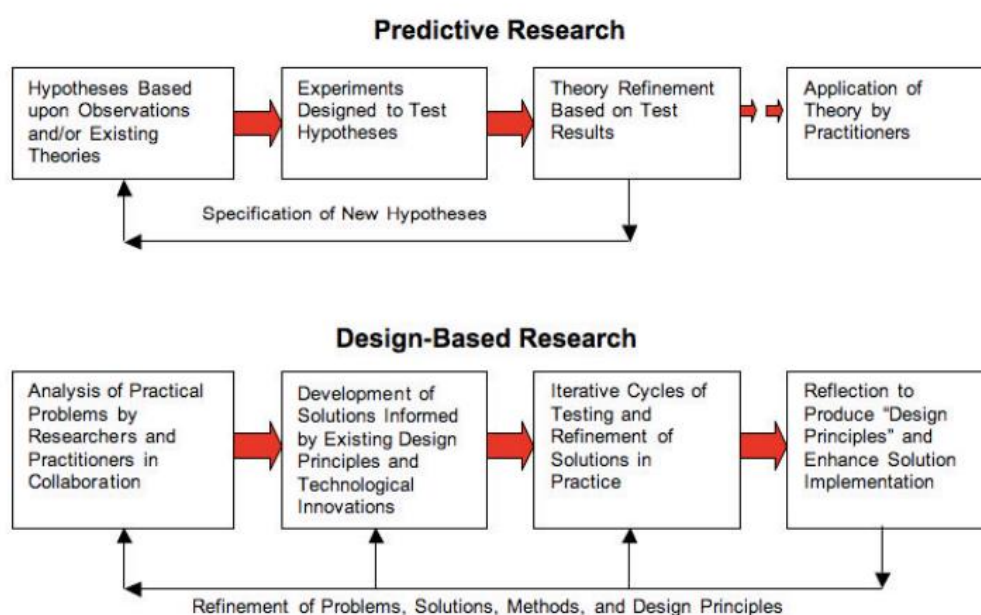 Predictive Research
Hypotheses Based
upon Observations
and/or Existing
Theories
Experiments
Designed to Test
Hypotheses
Theory Refinement
Based on Test
Results
Application of
Theory by
Practitioners
Specification of New Hypotheses
Design-Based Research
Analysis of Practical
Problems by
Researchers and
Practitioners in
Collaboration
Development of
Solutions Informed
by Existing Design
Principles and
Technological
Innovations
Iterative Cycles of
Testing and
Refinement of
Solutions in
Practice
Reflection to
Produce “Design
Principles” and
Enhance Solution
Implementation
Refinement of Problems, Solutions, Methods, and Design Principles